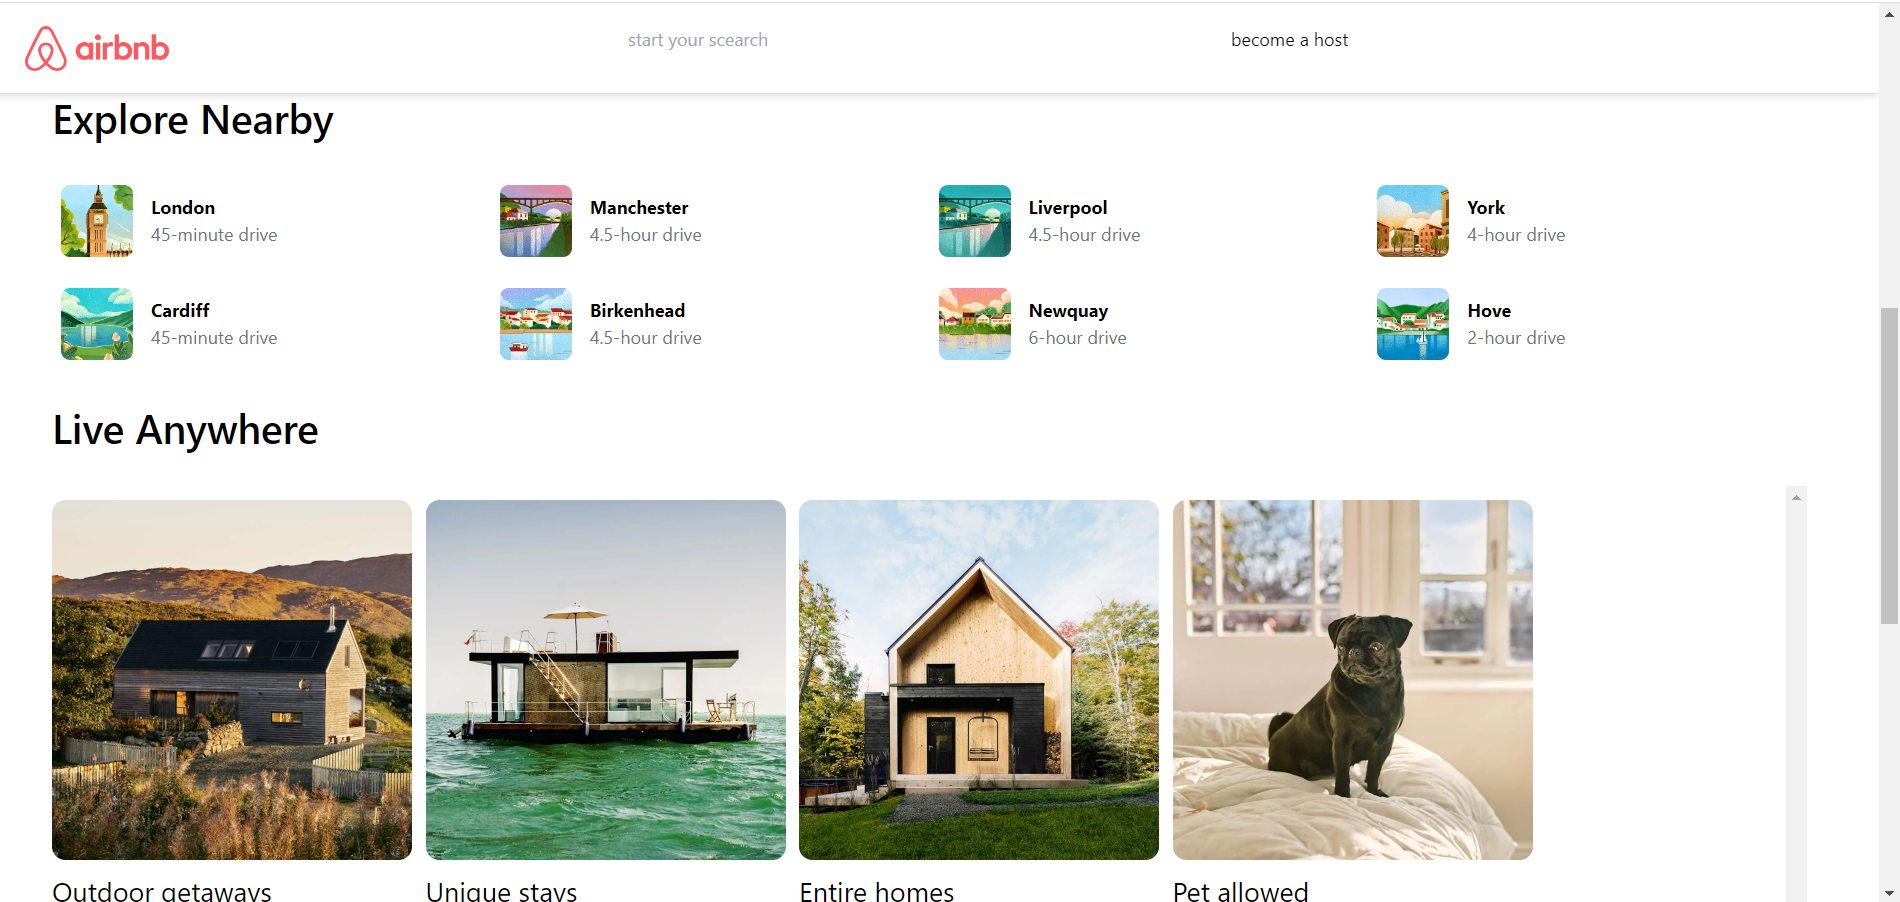 airbnb
start your scearch
become a host
Explore Nearby
London
45-minute drive
Manchester
4.5-hour drive
Liverpool
4.5-hour drive
York
4-hour drive
Cardiff
45-minute drive
Birkenhead
4.5-hour drive
Newquay
6-hour drive
Hove
2-hour drive
Live Anywhere
Outdoor getaways
Unique stays
Entire homes
Pet allowed